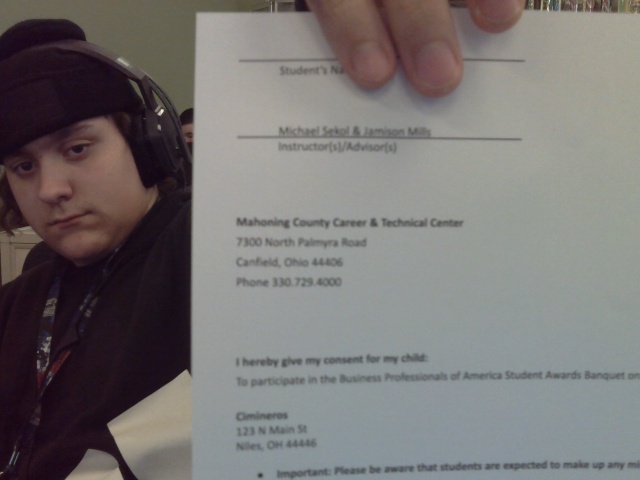 Student's Na
Michael Sekol & Jamison Mills
Instructor(s)/Advisor(s)
Mahoning County Career & Technical Center
7300 North Palmyra Road
Canfield, Ohio 44406
Phone 330.729.4000
I hereby give my consent for my child:
To participate in the Business Professionals of America Student Awards Banquet on
Cimineros
123 N Main St
Niles, OH 44446
• Important: Please be aware that students are expected to make up any mi